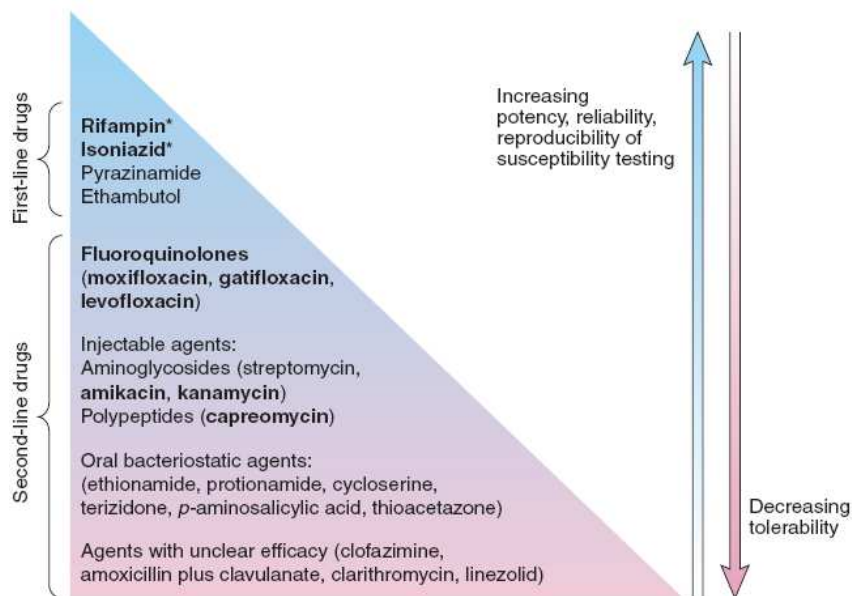 First-line drugs
Rifampin*
Isoniazid*
Pyrazinamide
Ethambutol
Second-line drugs
Fluoroquinolones
(moxifloxacin, gatifloxacin,
levofloxacin)
Injectable agents:
Aminoglycosides (streptomycin,
amikacin, kanamycin)
Polypeptides (capreomycin)
Oral bacteriostatic agents:
(ethionamide, protionamide, cycloserine,
terizidone, p-aminosalicylic acid, thioacetazone)
Agents with unclear efficacy (clofazimine,
amoxicillin plus clavulanate, clarithromycin, linezolid)
Increasing
potency, reliability,
reproducibility of
susceptibility testing
Decreasing
tolerability